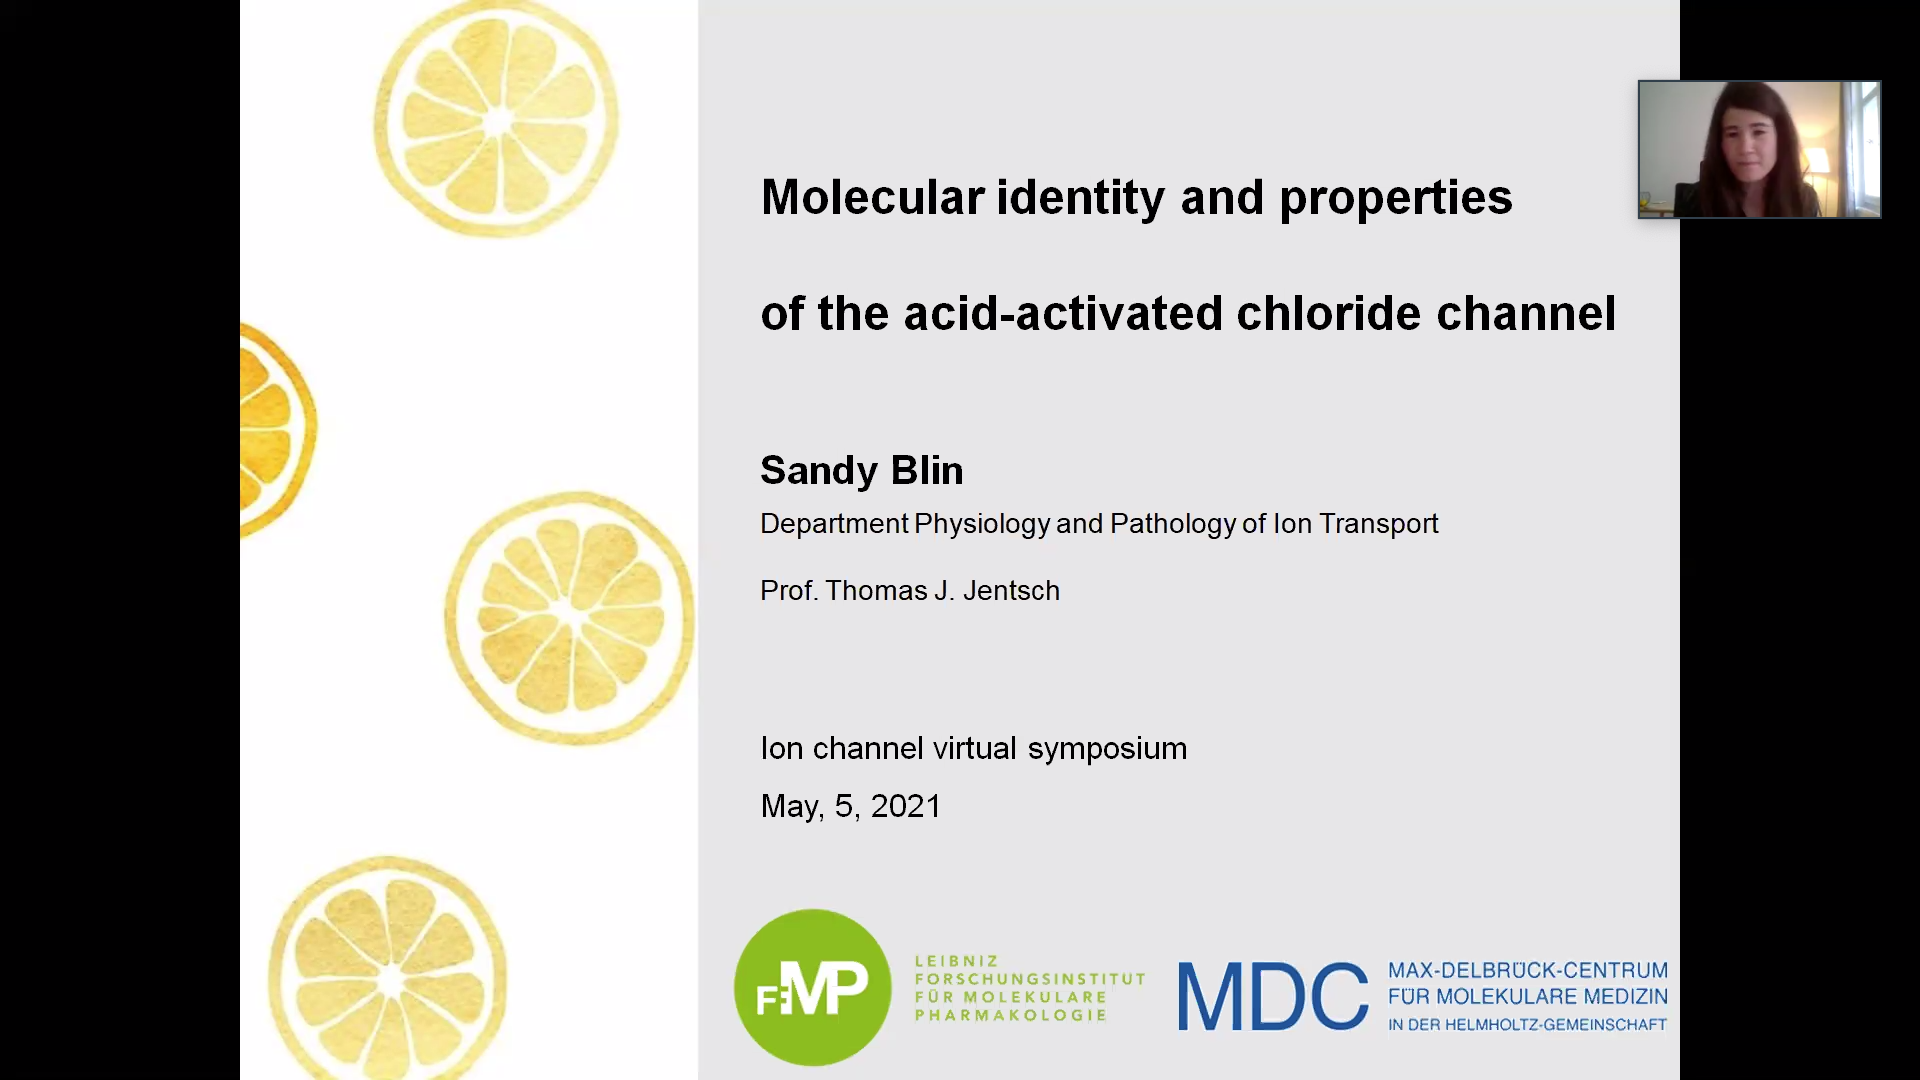 Molecular identity and properties
of the acid-activated chloride channel
Sandy Blin
Department Physiology and Pathology of Ion Transport
Prof. Thomas J. Jentsch
Ion channel virtual symposium
May, 5, 2021
FMP
LEIBNIZ
FORSCHUNGSINSTITUT
FÜR MOLEKULARE
PHARMAKOLOGIE
MDC
MAX-DELBRÜCK-CENTRUM
FÜR MOLEKULARE MEDIZIN
IN DER HELMHOLTZ-GEMEINSCHAFT